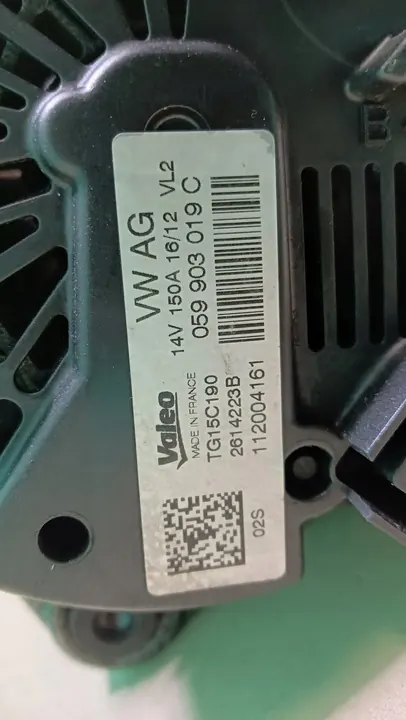 VW AG
14V 150A 16/12 VL2
059 903 019 C
Valeo
MADE IN FRANCE
TG15C190
2614223B
112004161
02S
B